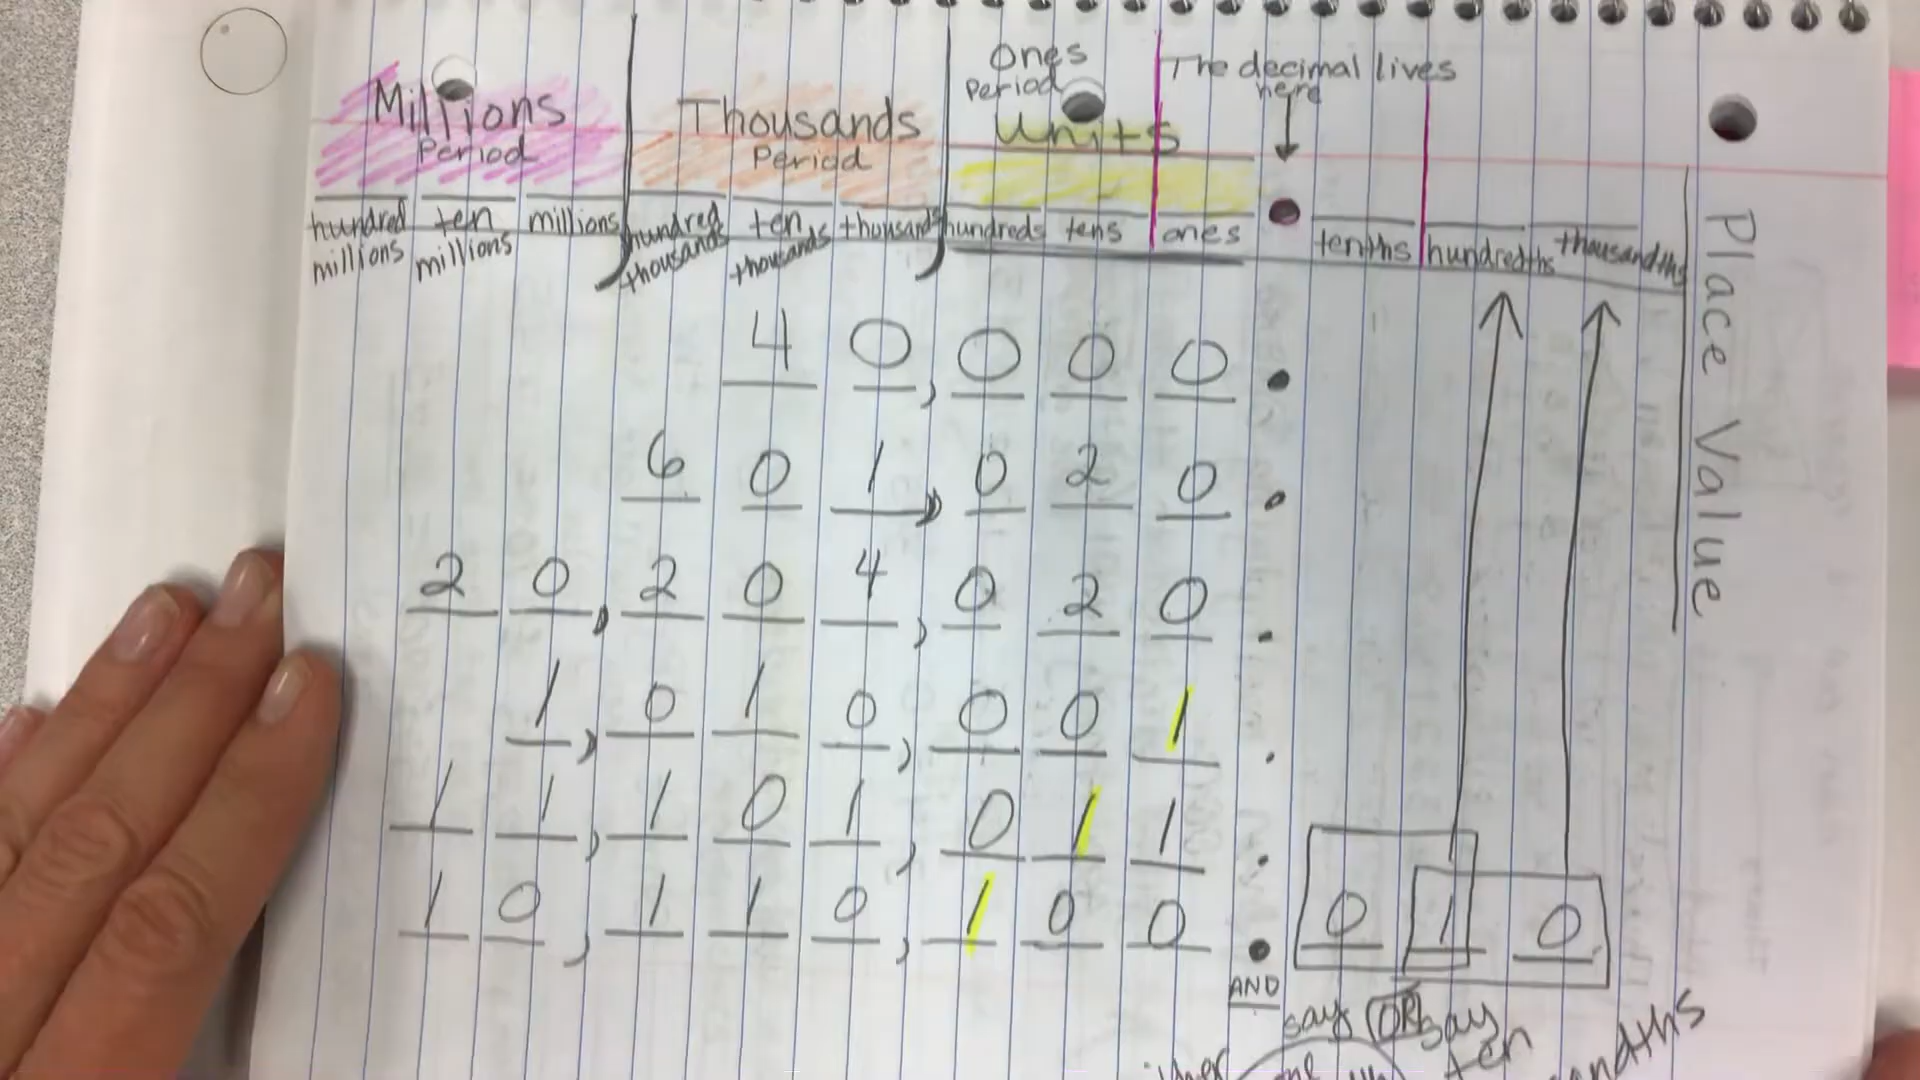 Ones
Period
The decimal lives
here
Millions
Period
Thousands
Period
Units
hundred millions ten millions millions hundred thousands ten thousands thousands hundreds tens ones • tenths hundredths thousandths
Place Value
4 0 , 0 0 0 .
6 0 1 , 0 2 0 .
2 0 , 2 0 4 , 0 2 0 .
1 , 0 1 0 , 0 0 1 .
1 1 , 1 0 1 , 0 1 1 .
1 0 , 1 1 0 , 1 0 0 . 0 1 0
AND
say OR say
ten